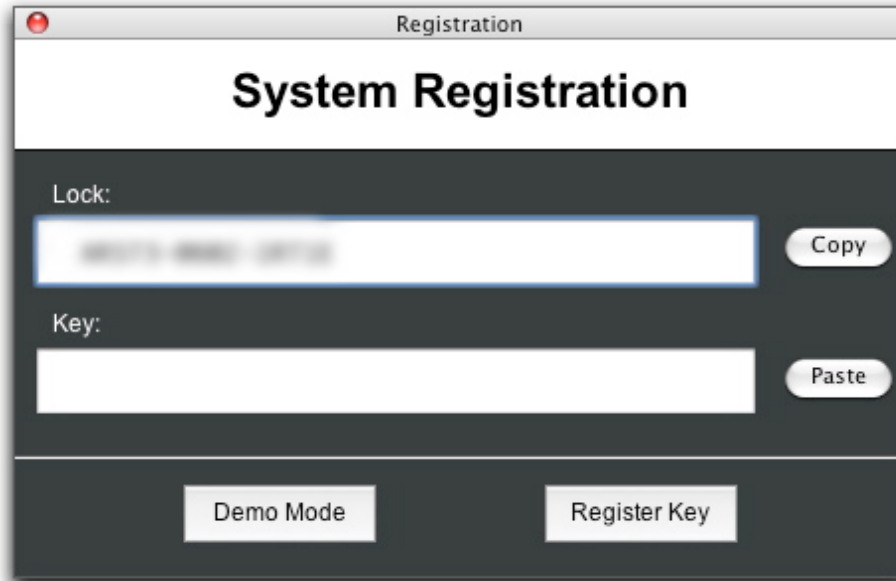 Registration
System Registration
Lock:
Copy
Key:
Paste
Demo Mode
Register Key